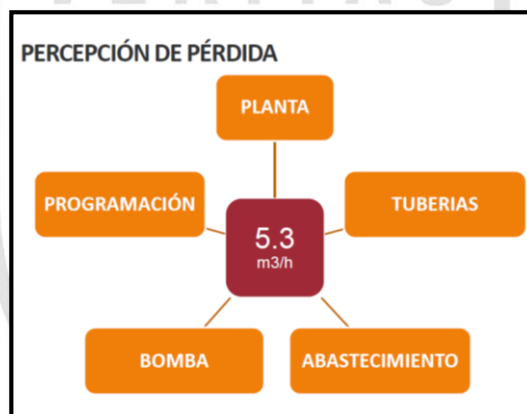 PERCEPCIÓN DE PÉRDIDA
PLANTA
PROGRAMACIÓN
TUBERIAS
5.3
m3/h
BOMBA
ABASTECIMIENTO